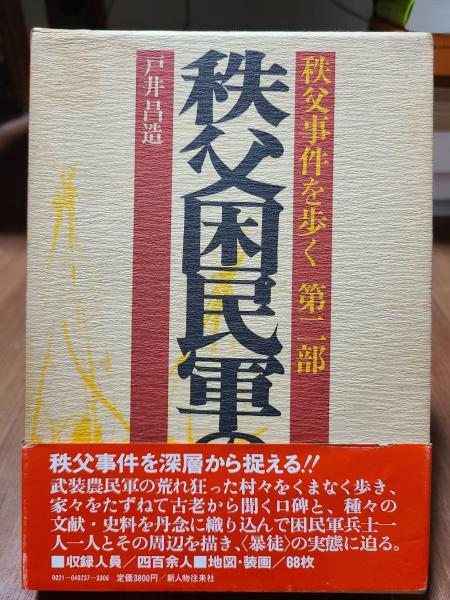 秩父事件を歩く 第二部
秩父困民軍の
戸井昌造
秩父事件を深層から捉える!!
武装農民軍の荒れ狂った村々をくまなく歩き、
家々をたずねて古老から聞く口碑と、種々の
文献・史料を丹念に織り込んで困民軍兵士一
人一人とその周辺を描き、〈暴徒〉の実態に迫る。
■収録人員/四百余人■地図・装画/68枚
0021-040237-3306 定価3800円/新人物往来社